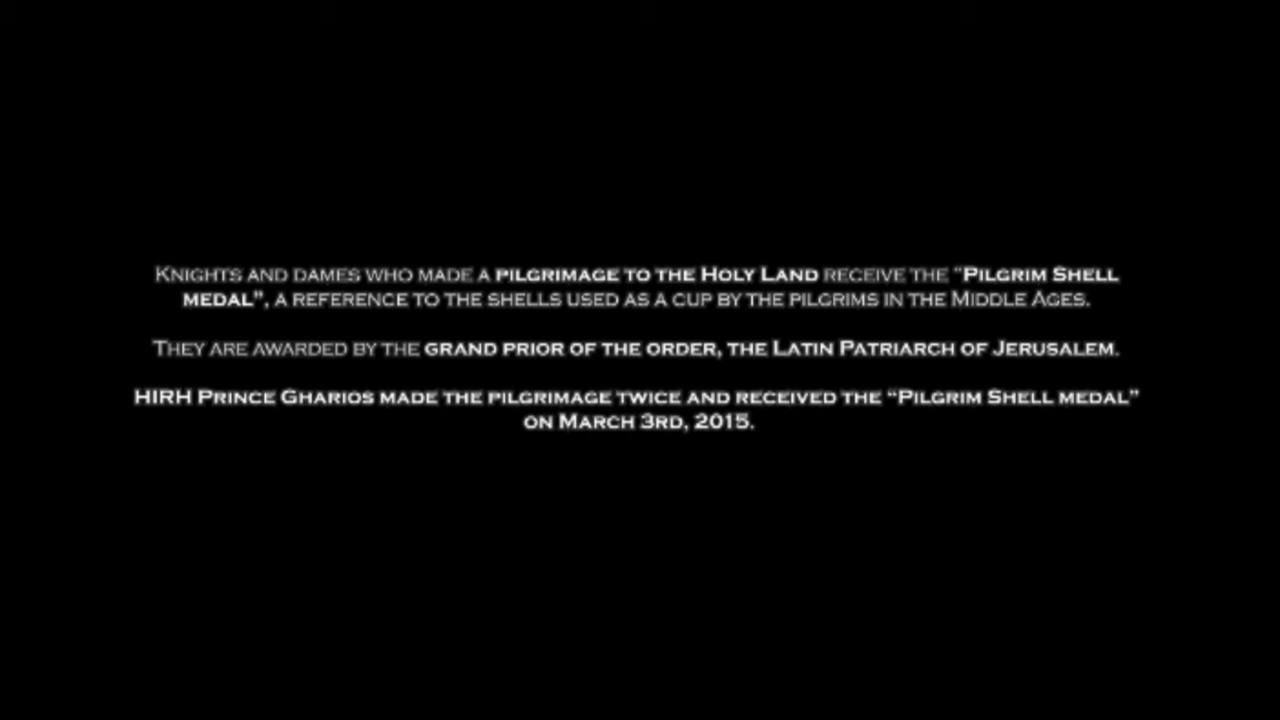 Knights and dames who made a pilgrimage to the Holy Land receive the "Pilgrim Shell
medal", a reference to the shells used as a cup by the pilgrims in the Middle Ages.
They are awarded by the grand prior of the order, the Latin Patriarch of Jerusalem.
HIRH Prince Gharios made the pilgrimage twice and received the “Pilgrim Shell medal”
on March 3rd, 2015.